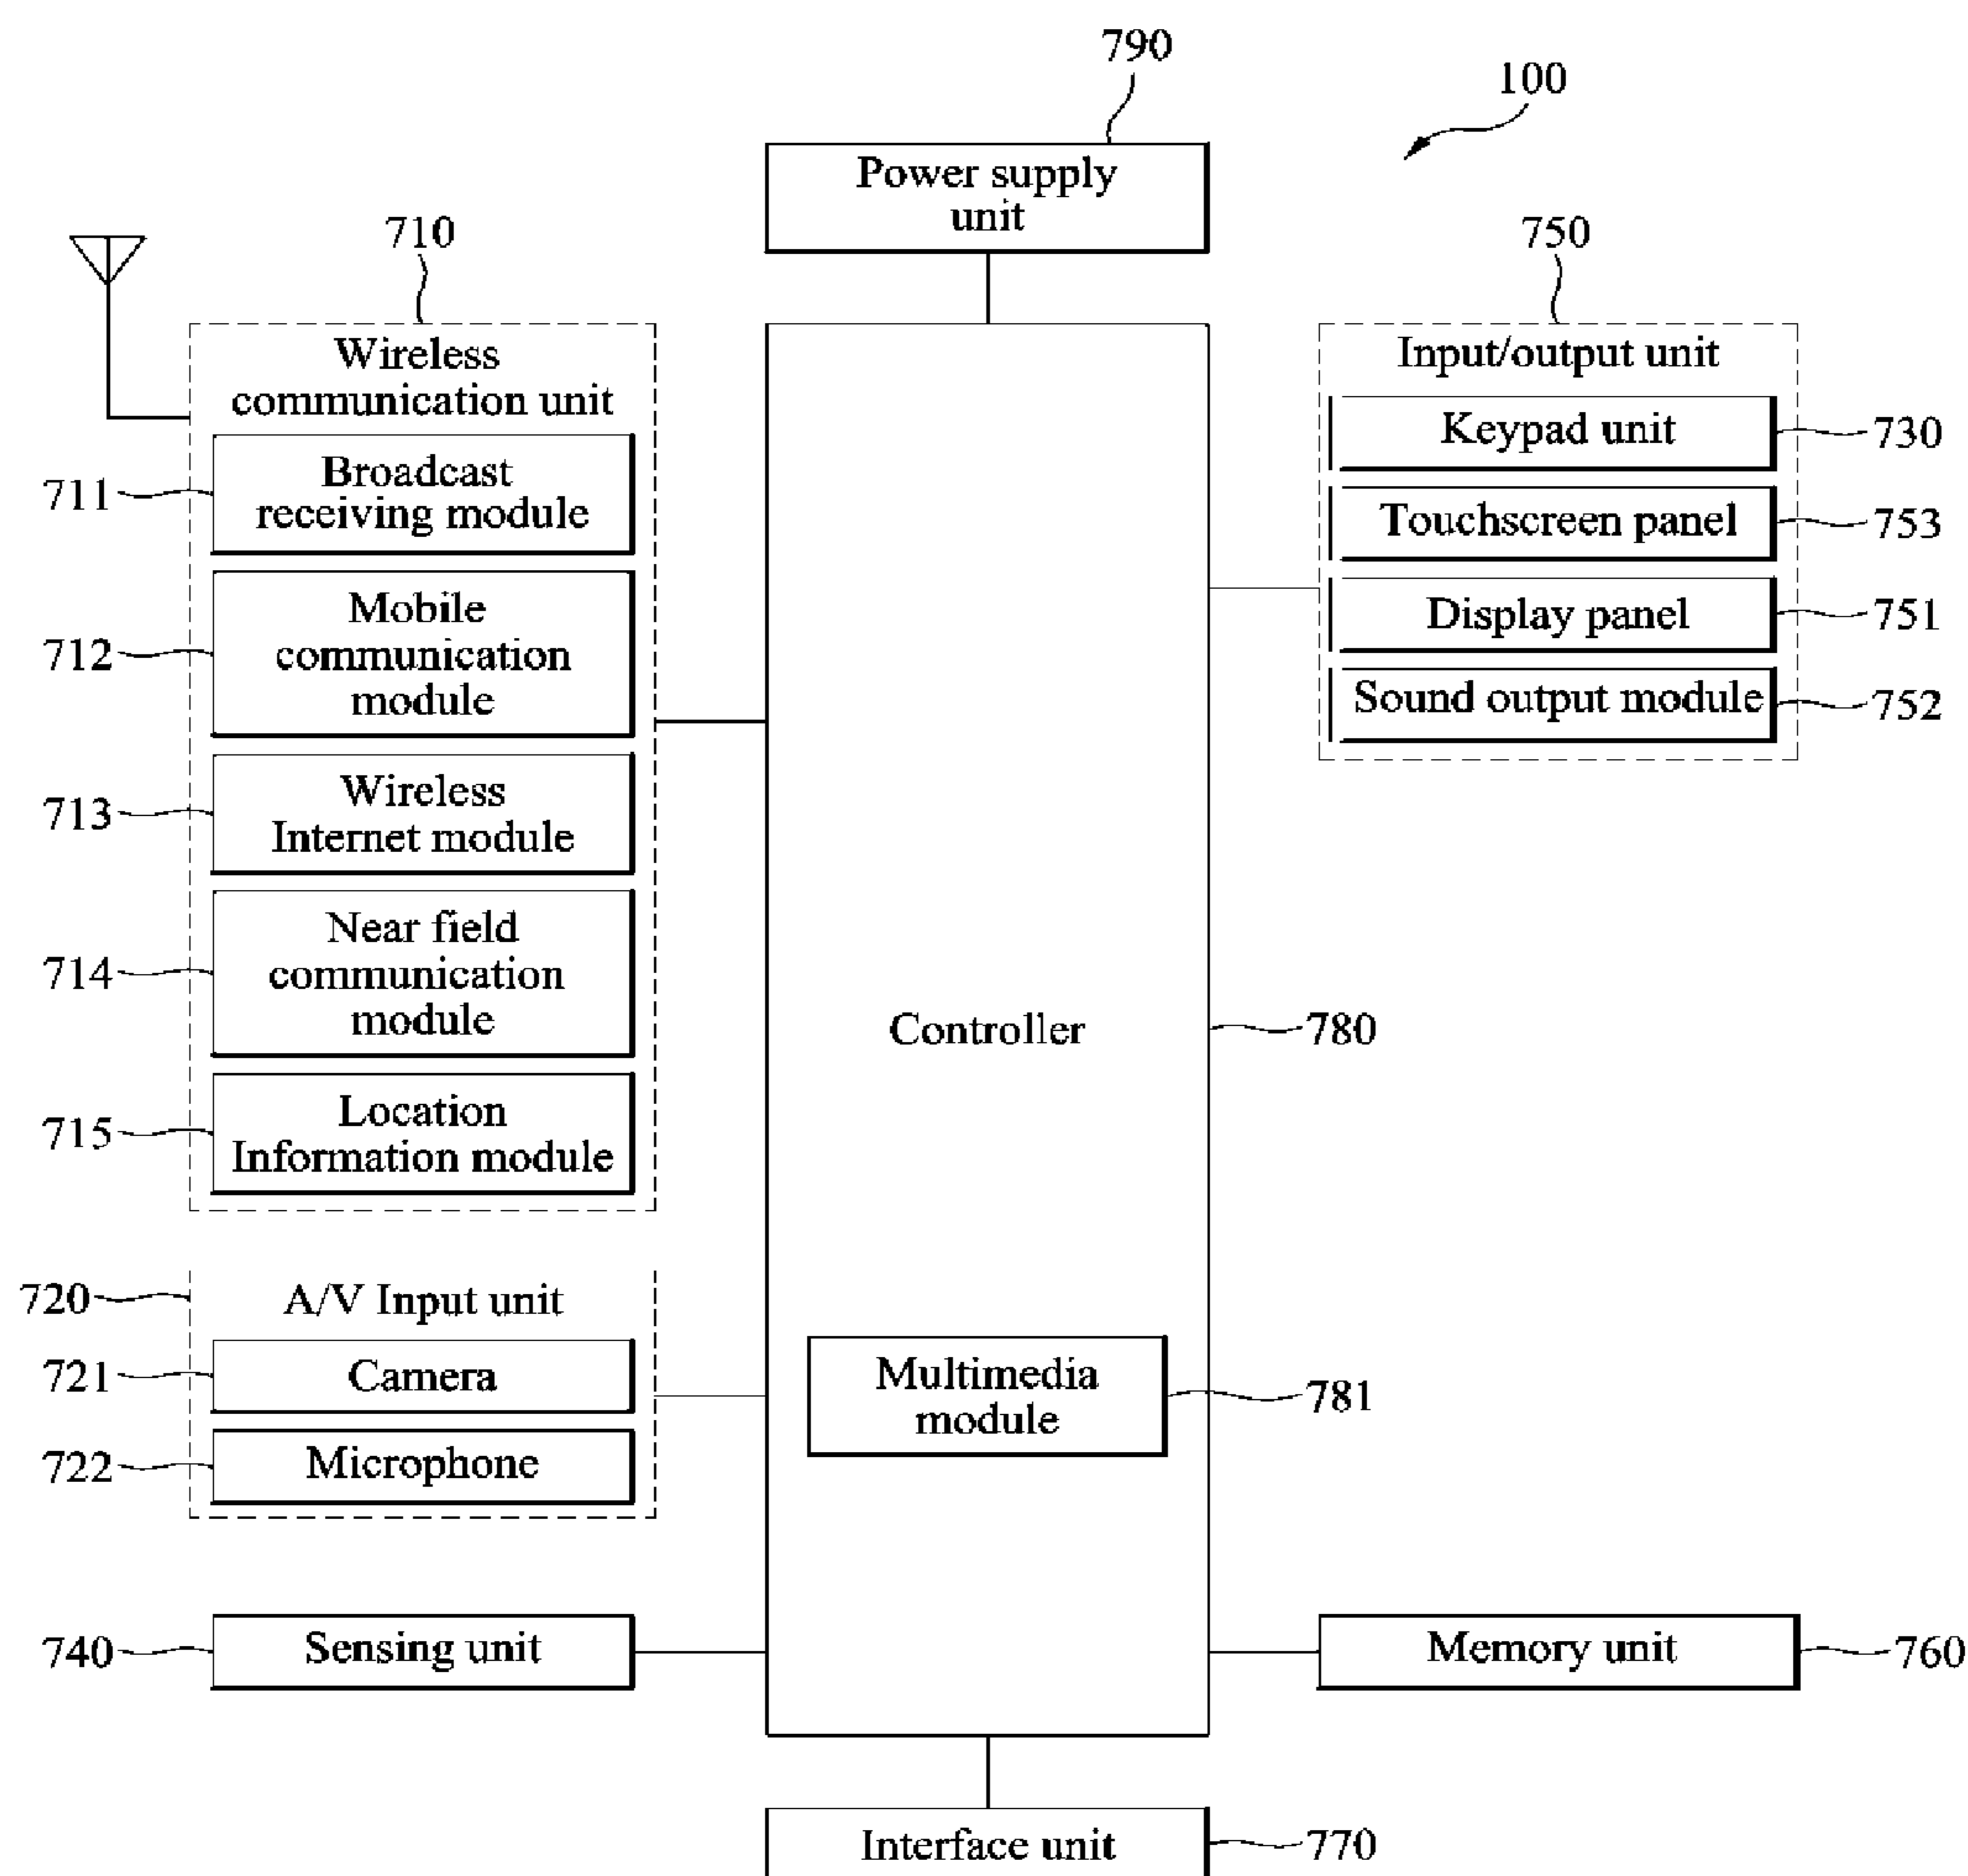 790
100
Power supply
unit
710
750
Wireless
communication unit
711
Broadcast
receiving module
712
Mobile
communication
module
713
Wireless
Internet module
714
Near field
communication
module
715
Location
Information module
Input/output unit
Keypad unit
730
Touchscreen panel
753
Display panel
751
Sound output module
752
Controller
780
720
A/V Input unit
721
Camera
722
Microphone
Multimedia
module
781
740
Sensing unit
Memory unit
760
Interface unit
770